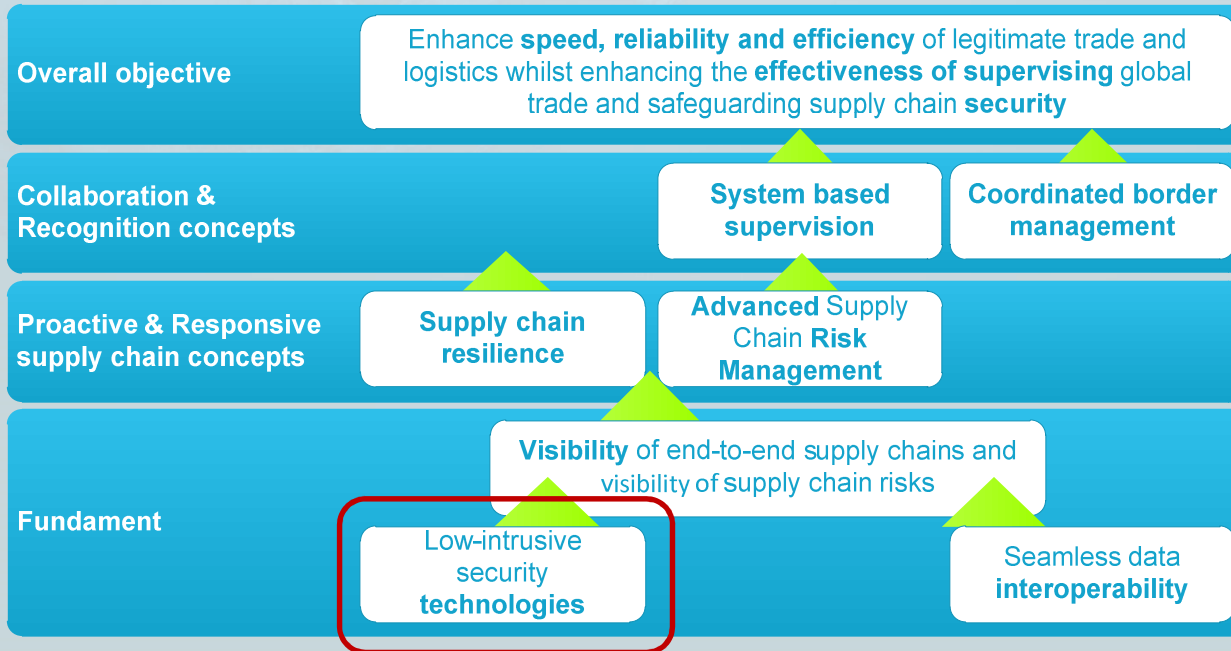 Overall objective
Enhance speed, reliability and efficiency of legitimate trade and
logistics whilst enhancing the effectiveness of supervising global
trade and safeguarding supply chain security
Collaboration &
Recognition concepts
System based
supervision
Coordinated border
management
Proactive & Responsive
supply chain concepts
Supply chain
resilience
Advanced Supply
Chain Risk
Management
Fundament
Visibility of end-to-end supply chains and
visibility of supply chain risks
Low-intrusive
security
technologies
Seamless data
interoperability